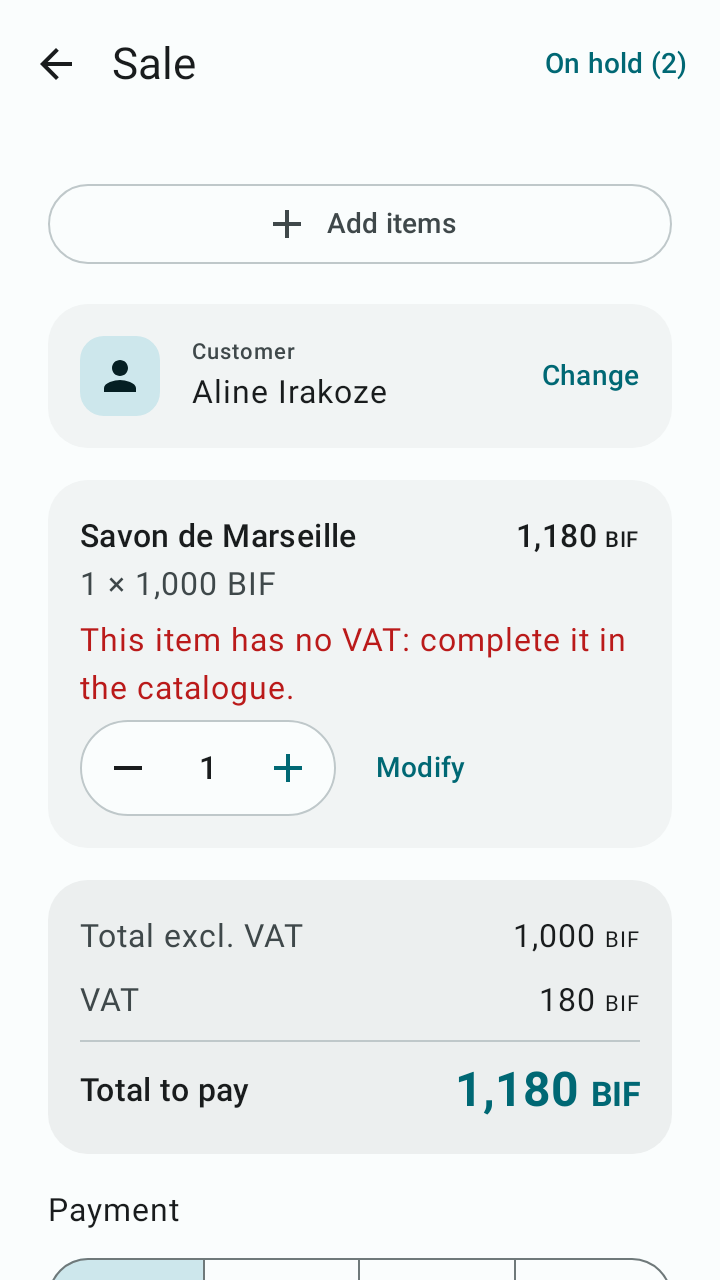 Sale
On hold (2)
Add items
Customer
Aline Irakoze
Change
Savon de Marseille
1,180 BIF
1 × 1,000 BIF
This item has no VAT: complete it in
the catalogue.
1
Modify
Total excl. VAT
1,000 BIF
VAT
180 BIF
Total to pay
1,180 BIF
Payment